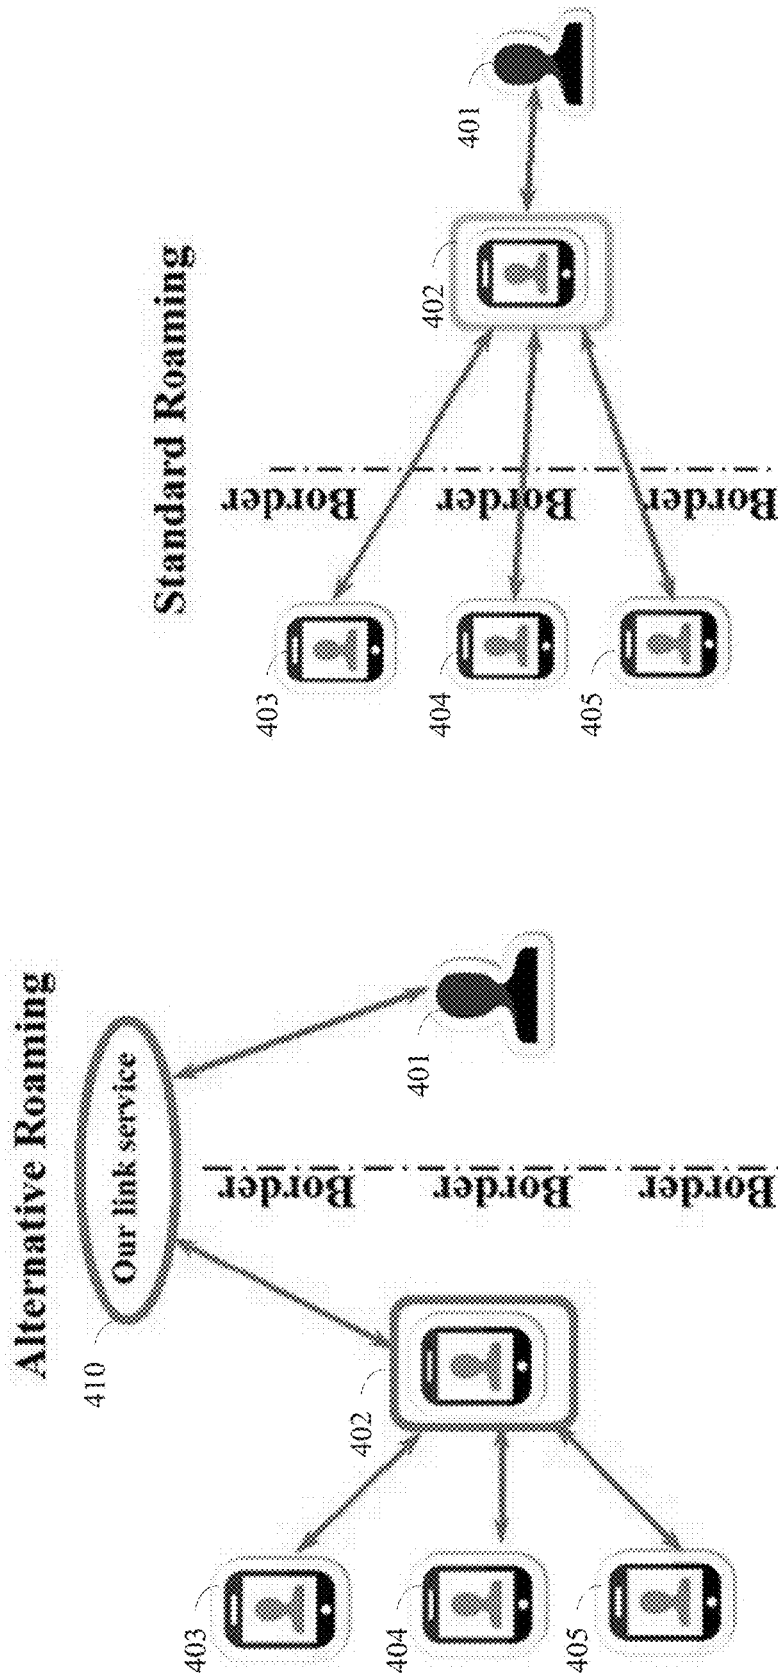 Standard Roaming
401
402
Border
Border
Border
403
404
405
Alternative Roaming
Our link service
410
401
402
Border
Border
Border
403
404
405